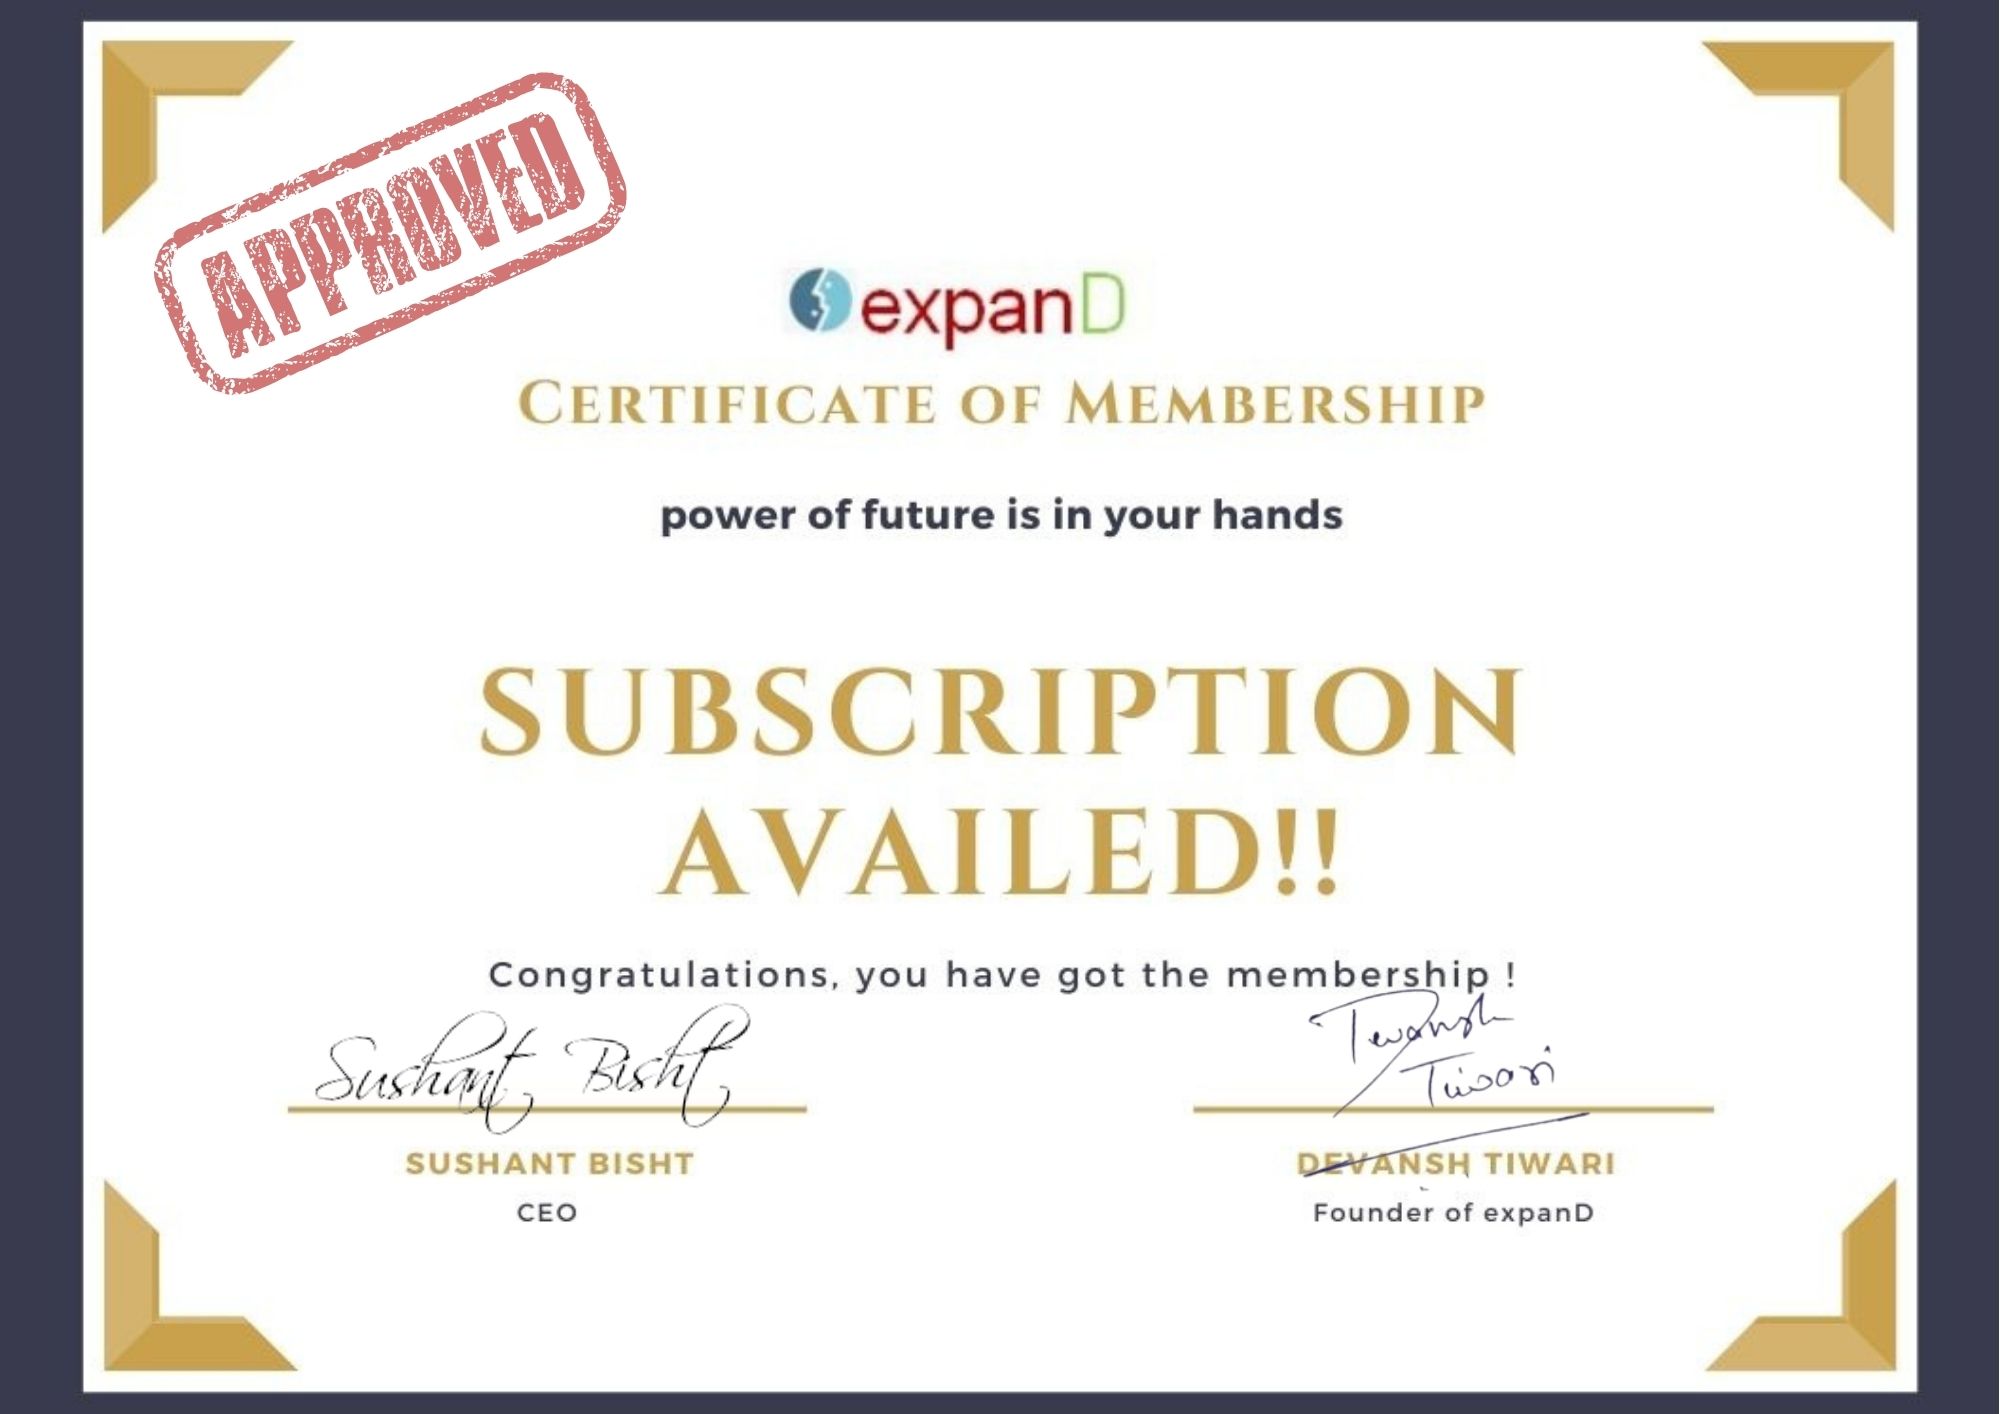 APPROVED
expanD
CERTIFICATE OF MEMBERSHIP
power of future is in your hands
SUBSCRIPTION
AVAILED!!
Congratulations, you have got the membership !
Sushant Bisht
Devansh
Tiwari
SUSHANT BISHT
DEVANSH TIWARI
CEO
Founder of expanD